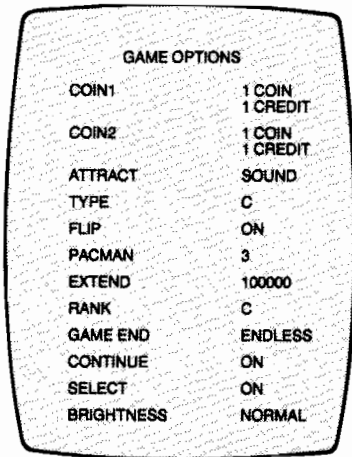 GAME OPTIONS
COIN1 1 COIN
1 CREDIT
COIN2 1 COIN
1 CREDIT
ATTRACT SOUND
TYPE C
FLIP ON
PACMAN 3
EXTEND 100000
RANK C
GAME END ENDLESS
CONTINUE ON
SELECT ON
BRIGHTNESS NORMAL